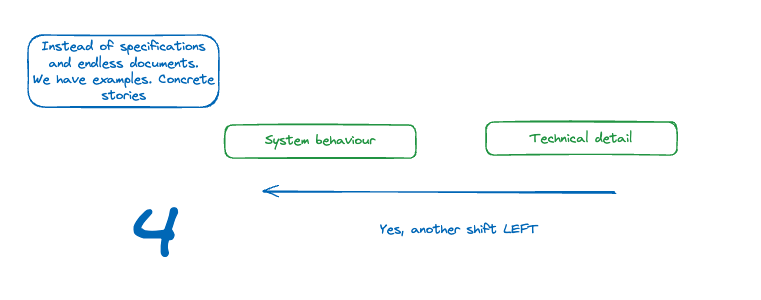 Instead of specifications
and endless documents.
We have examples. Concrete
stories
System behaviour
Technical detail
Yes, another shift LEFT
4